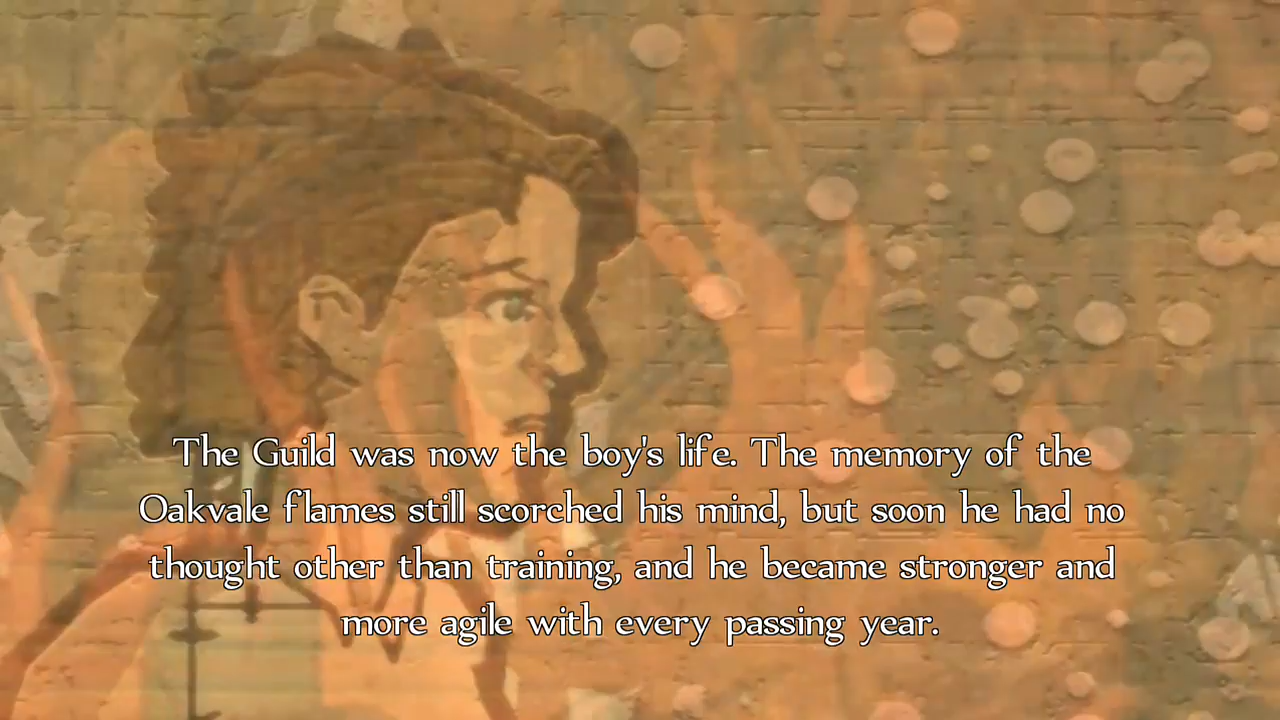 The Guild was now the boy's life. The memory of the
Oakvale flames still scorched his mind, but soon he had no
thought other than training, and he became stronger and
more agile with every passing year.